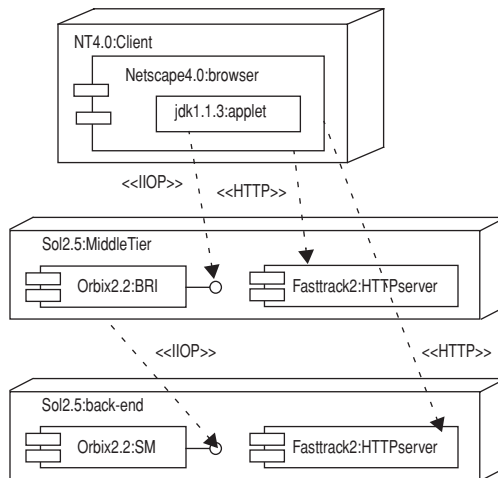 NT4.0:Client
Netscape4.0:browser
jdk1.1.3:applet
<<IIOP>>
<<HTTP>>
Sol2.5:MiddleTier
Orbix2.2:BRI
Fasttrack2:HTTPserver
<<IIOP>>
<<HTTP>>
Sol2.5:back-end
Orbix2.2:SM
Fasttrack2:HTTPserver